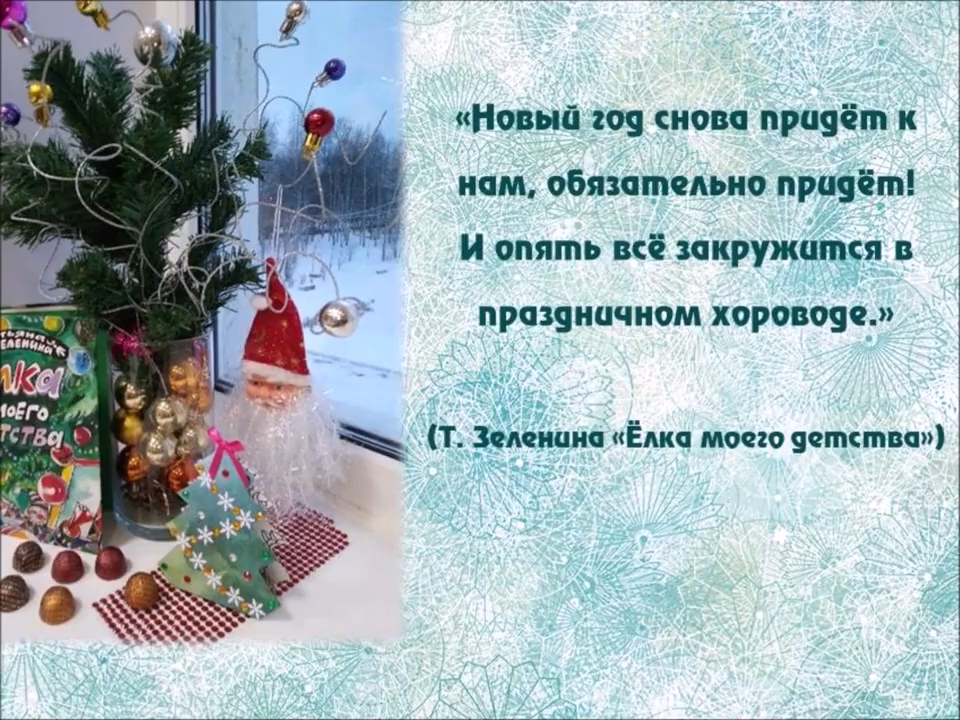 «Новый год снова придёт к
нам, обязательно придёт!
И опять всё закружится в
праздничном хороводе.»
(Т. Зеленина «Ёлка моего детства»)